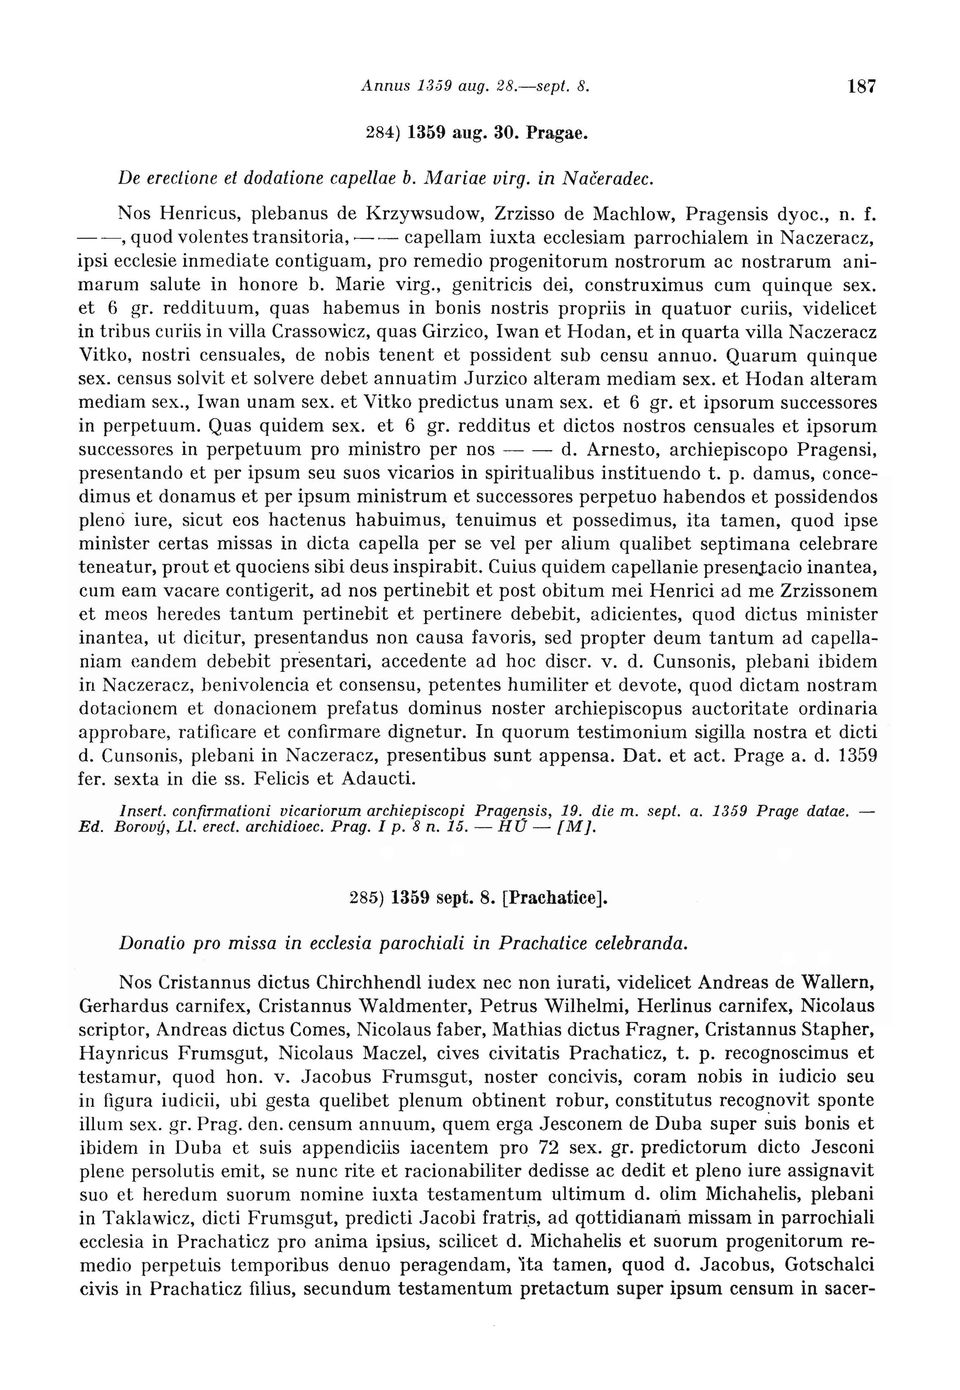 Annus 1359 aug. 28.—sept. 8. 187
284) 1359 aug. 30. Pragae.
De erectione et dodatione capellae b. Mariae virg. in Načeradec.
Nos Henricus, plebanus de Krzywsudow, Zrzisso de Machlow, Pragensis dyoc., n. f.
— —, quod volentes transitoria, — — capellam iuxta ecclesiam parrochialem in Naczeracz,
ipsi ecclesie inmediate contiguam, pro remedio progenitorum nostrorum ac nostrarum ani-
marum salute in honore b. Marie virg., genitricis dei, construximus cum quinque sex.
et 6 gr. reddituum, quas habemus in bonis nostris propriis in quatuor curiis, videlicet
in tribus curiis in villa Crassowicz, quas Girzico, Iwan et Hodan, et in quarta villa Naczeracz
Vitko, nostri censuales, de nobis tenent et possident sub censu annuo. Quarum quinque
sex. census solvit et solvere debet annuatim Jurzico alteram mediam sex. et Hodan alteram
mediam sex., Iwan unam sex. et Vitko predictus unam sex. et 6 gr. et ipsorum successores
in perpetuum. Quas quidem sex. et 6 gr. redditus et dictos nostros censuales et ipsorum
successores in perpetuum pro ministro per nos — — d. Arnesto, archiepiscopo Pragensi,
presentando et per ipsum seu suos vicarios in spiritualibus instituendo t. p. damus, conce-
dimus et donamus et per ipsum ministrum et successores perpetuo habendos et possidendos
pleno iure, sicut eos hactenus habuimus, tenuimus et possedimus, ita tamen, quod ipse
minister certas missas in dicta capella per se vel per alium qualibet septimana celebrare
teneatur, prout et quociens sibi deus inspirabit. Cuius quidem capellanie presentacio inantea,
cum eam vacare contigerit, ad nos pertinebit et post obitum mei Henrici ad me Zrzissonem
et meos heredes tantum pertinebit et pertinere debebit, adicientes, quod dictus minister
inantea, ut dicitur, presentandus non causa favoris, sed propter deum tantum ad capella-
niam eandem debebit presentari, accedente ad hoc discr. v. d. Cunsonis, plebani ibidem
in Naczeracz, benivolencia et consensu, petentes humiliter et devote, quod dictam nostram
dotacionem et donacionem prefatus dominus noster archiepiscopus auctoritate ordinaria
approbare, ratificare et confirmare dignetur. In quorum testimonium sigilla nostra et dicti
d. Cunsonis, plebani in Naczeracz, presentibus sunt appensa. Dat. et act. Prage a. d. 1359
fer. sexta in die ss. Felicis et Adaucti.
Insert. confirmationi vicariorum archiepiscopi Pragensis, 19. die m. sept. a. 1359 Prage datae. —
Ed. Borový, Ll. erect. archidioec. Prag. I p. 8 n. 15. — HÚ — [M].
285) 1359 sept. 8. [Prachatice].
Donatio pro missa in ecclesia parochiali in Prachatice celebranda.
Nos Cristannus dictus Chirchhendl iudex nec non iurati, videlicet Andreas de Wallern,
Gerhardus carnifex, Cristannus Waldmenter, Petrus Wilhelmi, Herlinus carnifex, Nicolaus
scriptor, Andreas dictus Comes, Nicolaus faber, Mathias dictus Fragner, Cristannus Stapher,
Haynricus Frumsgut, Nicolaus Maczel, cives civitatis Prachaticz, t. p. recognoscimus et
testamur, quod hon. v. Jacobus Frumsgut, noster concivis, coram nobis in iudicio seu
in figura iudicii, ubi gesta quelibet plenum obtinent robur, constitutus recognovit sponte
illum sex. gr. Prag. den. censum annuum, quem erga Jesconem de Duba super suis bonis et
ibidem in Duba et suis appendiciis iacentem pro 72 sex. gr. predictorum dicto Jesconi
plene persolutis emit, se nunc rite et racionabiliter dedisse ac dedit et pleno iure assignavit
suo et heredum suorum nomine iuxta testamentum ultimum d. olim Michahelis, plebani
in Taklawicz, dicti Frumsgut, predicti Jacobi fratris, ad qottidianam missam in parrochiali
ecclesia in Prachaticz pro anima ipsius, scilicet d. Michahelis et suorum progenitorum re-
medio perpetuis temporibus denuo peragendam, ita tamen, quod d. Jacobus, Gotschalci
civis in Prachaticz filius, secundum testamentum pretactum super ipsum censum in sacer-